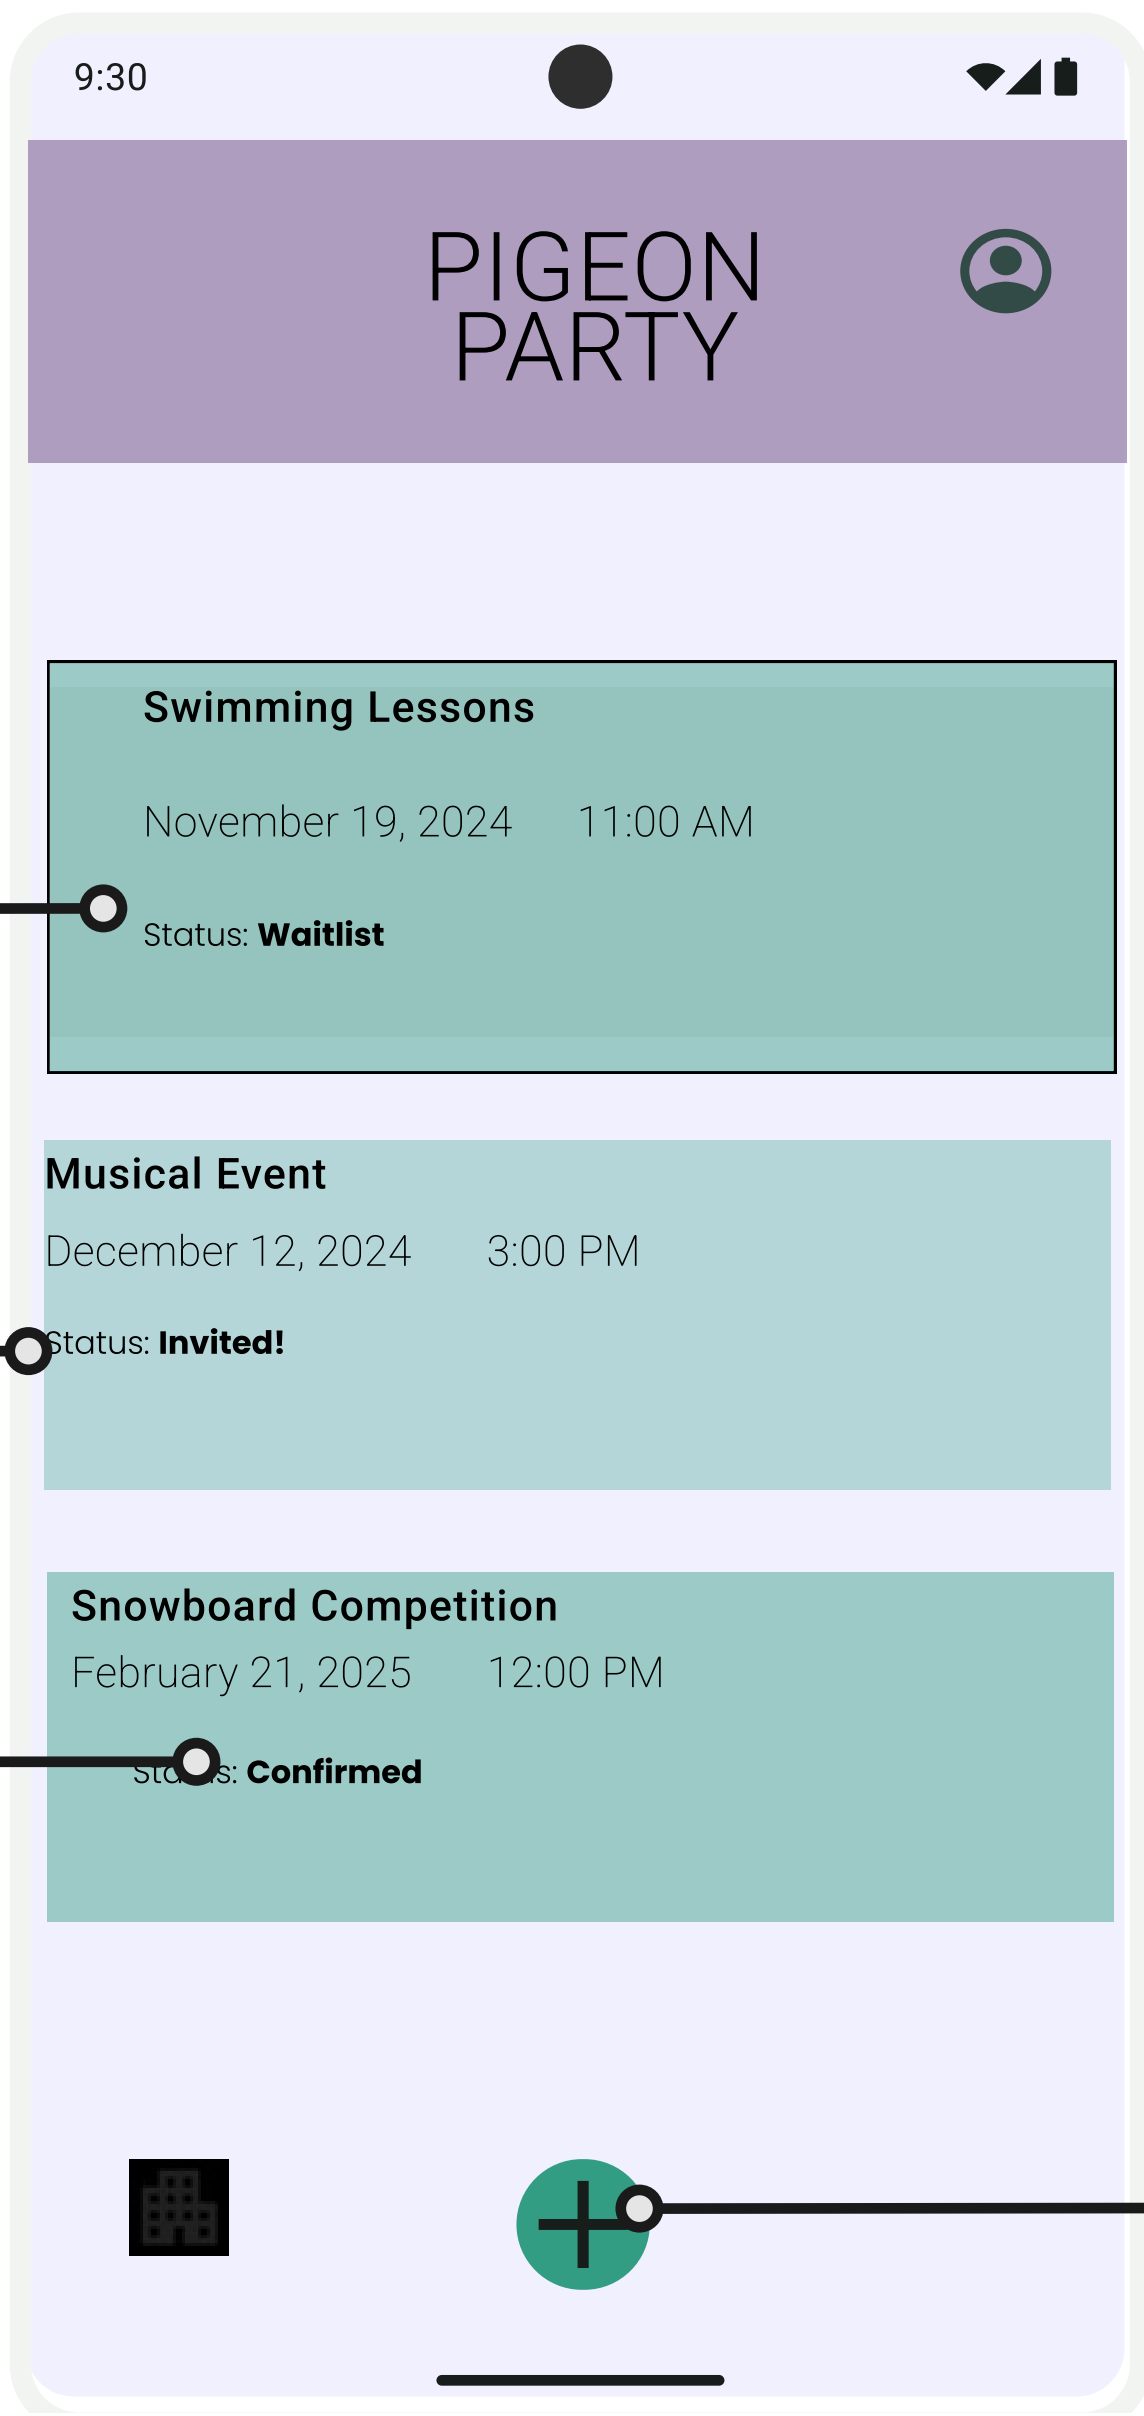 9:30
PIGEON
PARTY
Swimming Lessons
November 19, 2024 11:00 AM
Status: Waitlist
Musical Event
December 12, 2024 3:00 PM
Status: Invited!
Snowboard Competition
February 21, 2025 12:00 PM
Status: Confirmed